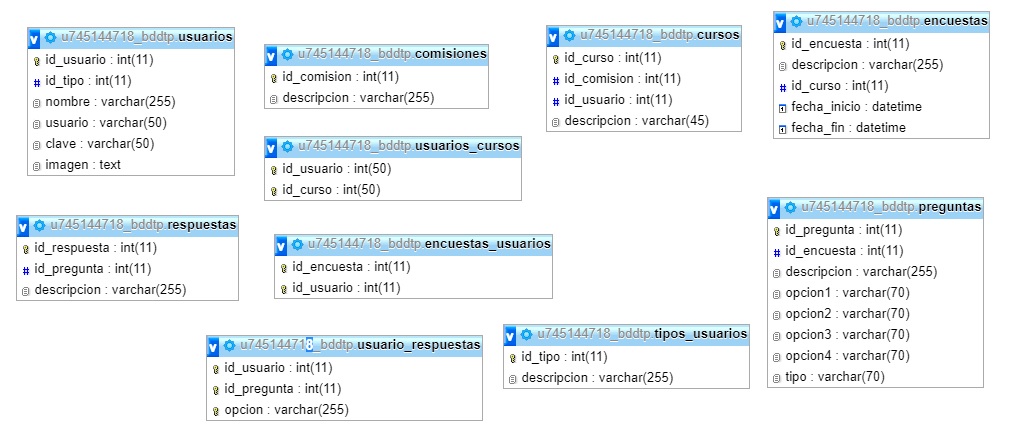 u745144718_bddtp.usuarios
id_usuario : int(11)
id_tipo : int(11)
nombre : varchar(255)
usuario : varchar(50)
clave : varchar(50)
imagen : text
u745144718_bddtp.comisiones
id_comision : int(11)
descripcion : varchar(255)
u745144718_bddtp.cursos
id_curso : int(11)
id_comision : int(11)
id_usuario : int(11)
descripcion : varchar(45)
u745144718_bddtp.encuestas
id_encuesta : int(11)
descripcion : varchar(255)
id_curso : int(11)
fecha_inicio : datetime
fecha_fin : datetime
u745144718_bddtp.usuarios_cursos
id_usuario : int(50)
id_curso : int(50)
u745144718_bddtp.respuestas
id_respuesta : int(11)
id_pregunta : int(11)
descripcion : varchar(255)
u745144718_bddtp.encuestas_usuarios
id_encuesta : int(11)
id_usuario : int(11)
u745144718_bddtp.preguntas
id_pregunta : int(11)
id_encuesta : int(11)
descripcion : varchar(255)
opcion1 : varchar(70)
opcion2 : varchar(70)
opcion3 : varchar(70)
opcion4 : varchar(70)
tipo : varchar(70)
u745144718_bddtp.usuario_respuestas
id_usuario : int(11)
id_pregunta : int(11)
opcion : varchar(255)
u745144718_bddtp.tipos_usuarios
id_tipo : int(11)
descripcion : varchar(255)